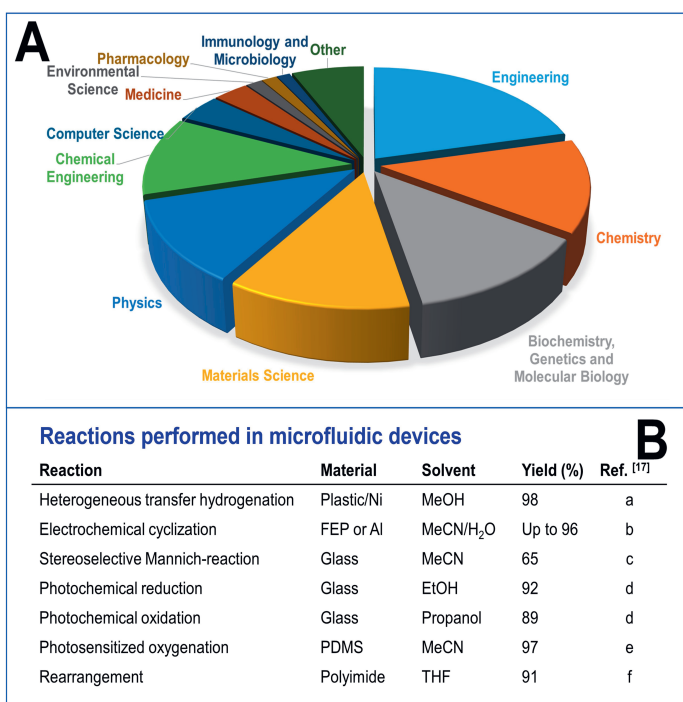 A
Immunology and
Microbiology
Other
Pharmacology
Environmental
Science
Medicine
Engineering
Computer Science
Chemical
Engineering
Chemistry
Physics
Biochemistry,
Genetics and
Molecular Biology
Materials Science
B
Reactions performed in microfluidic devices
Reaction Material Solvent Yield (%) Ref. [17]
Heterogeneous transfer hydrogenation Plastic/Ni MeOH 98 a
Electrochemical cyclization FEP or Al MeCN/H₂O Up to 96 b
Stereoselective Mannich-reaction Glass MeCN 65 c
Photochemical reduction Glass EtOH 92 d
Photochemical oxidation Glass Propanol 89 d
Photosensitized oxygenation PDMS MeCN 97 e
Rearrangement Polyimide THF 91 f